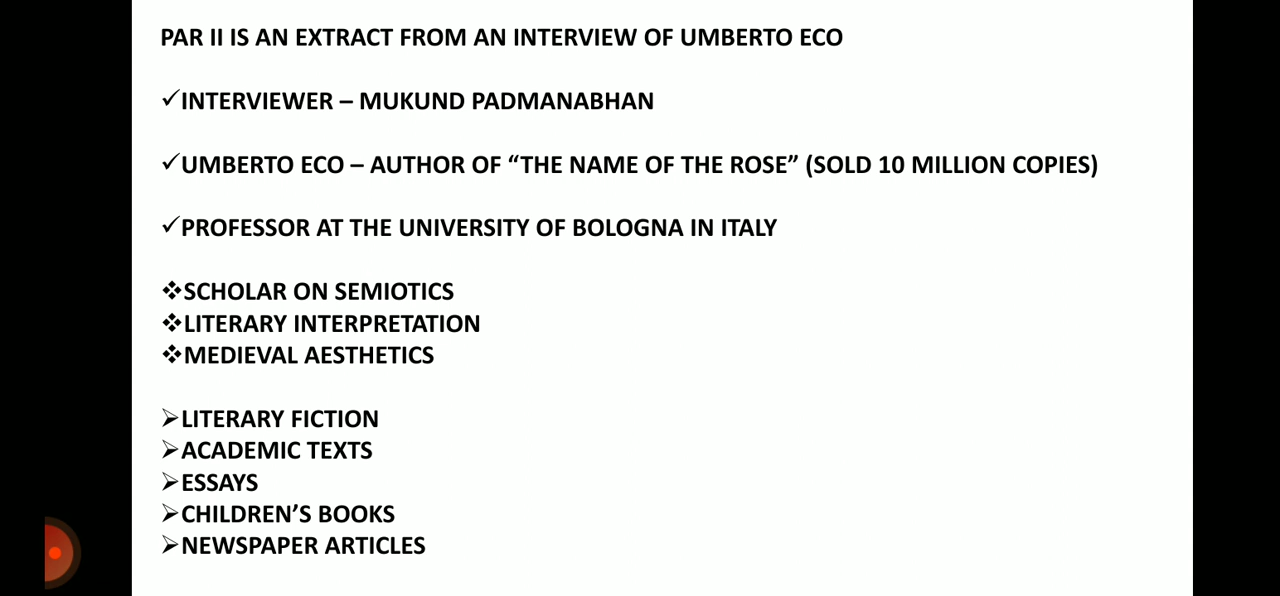 PAR II IS AN EXTRACT FROM AN INTERVIEW OF UMBERTO ECO
✓INTERVIEWER – MUKUND PADMANABHAN
✓UMBERTO ECO – AUTHOR OF “THE NAME OF THE ROSE” (SOLD 10 MILLION COPIES)
✓PROFESSOR AT THE UNIVERSITY OF BOLOGNA IN ITALY
❖SCHOLAR ON SEMIOTICS
❖LITERARY INTERPRETATION
❖MEDIEVAL AESTHETICS
➢LITERARY FICTION
➢ACADEMIC TEXTS
➢ESSAYS
➢CHILDREN’S BOOKS
➢NEWSPAPER ARTICLES